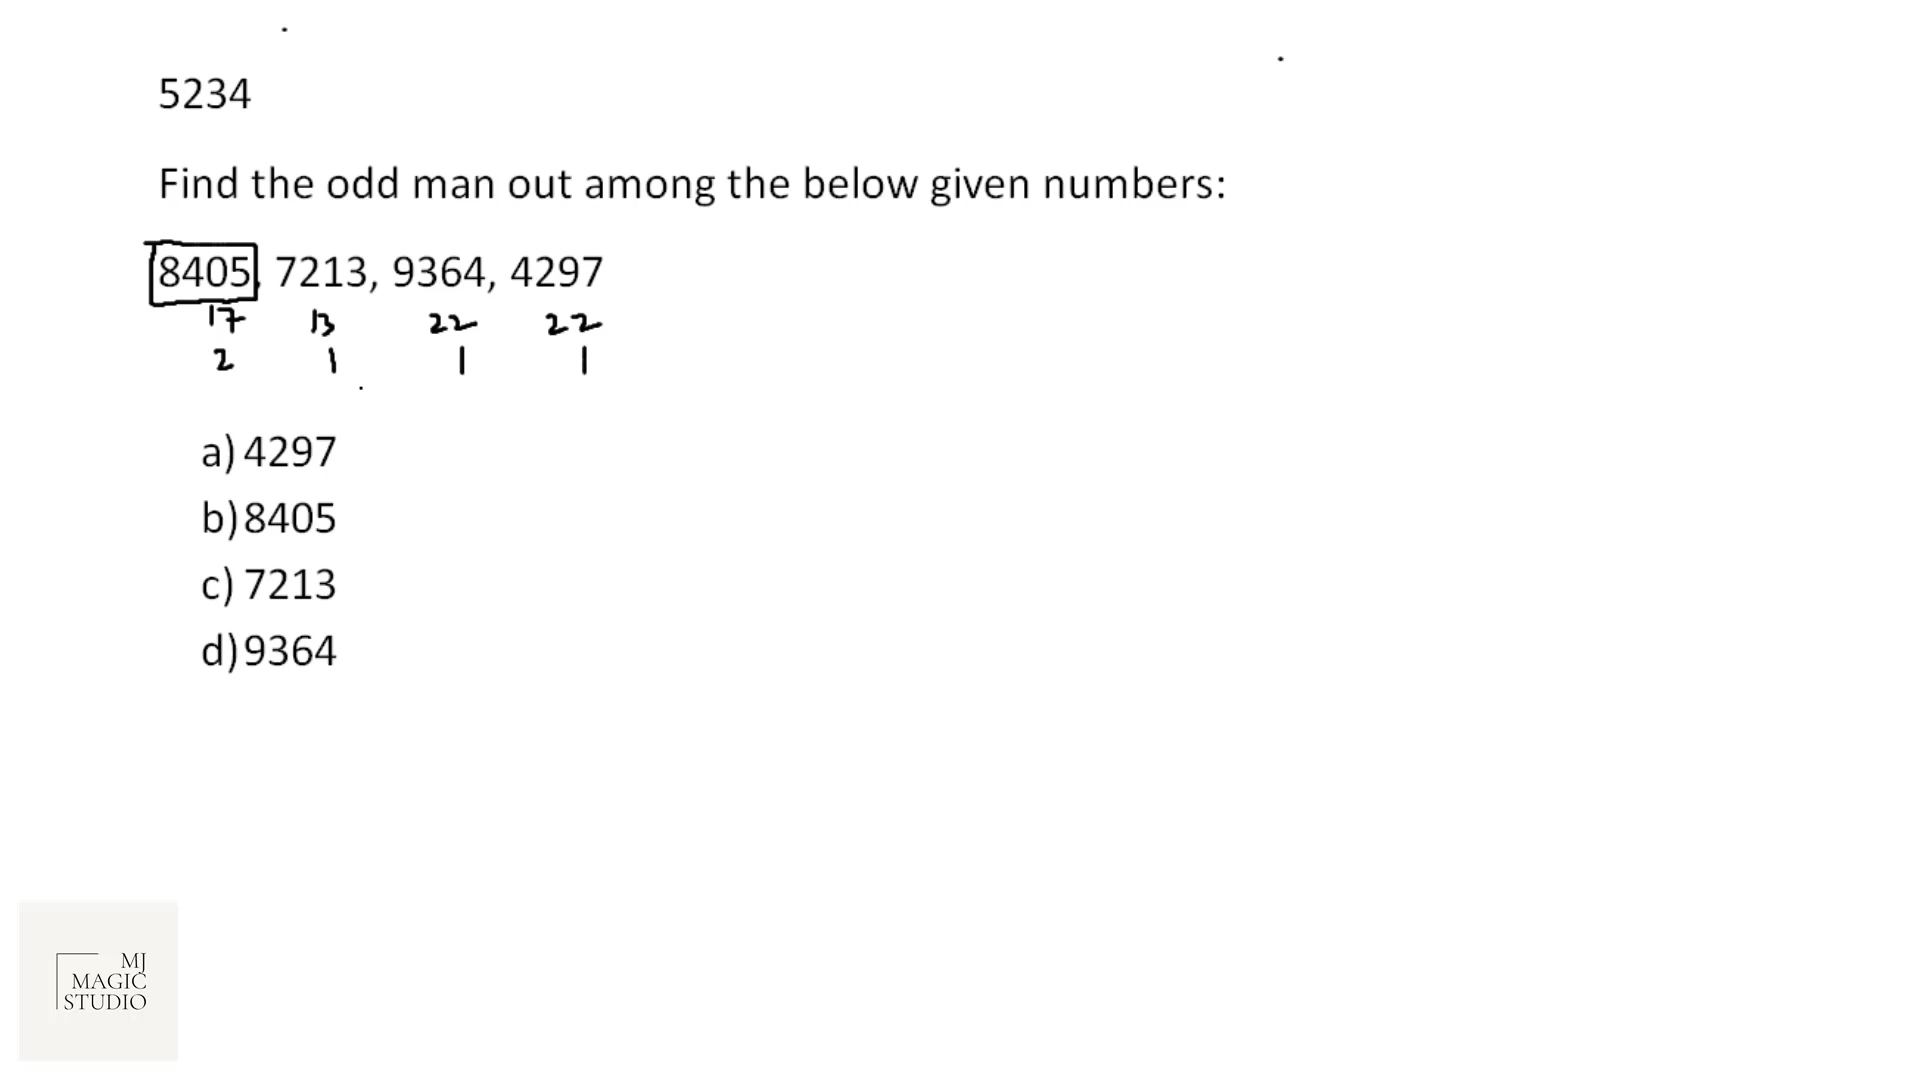 5234
Find the odd man out among the below given numbers:
8405, 7213, 9364, 4297
17 13 22 22
2 1 1 1
a) 4297
b) 8405
c) 7213
d) 9364
MJ
MAGIC
STUDIO